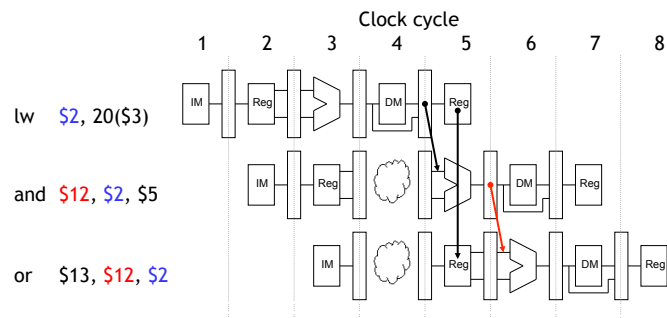 Clock cycle
1 2 3 4 5 6 7 8
lw $2, 20($3) IM Reg DM Reg
and $12, $2, $5 IM Reg DM Reg
or $13, $12, $2 IM Reg DM Reg